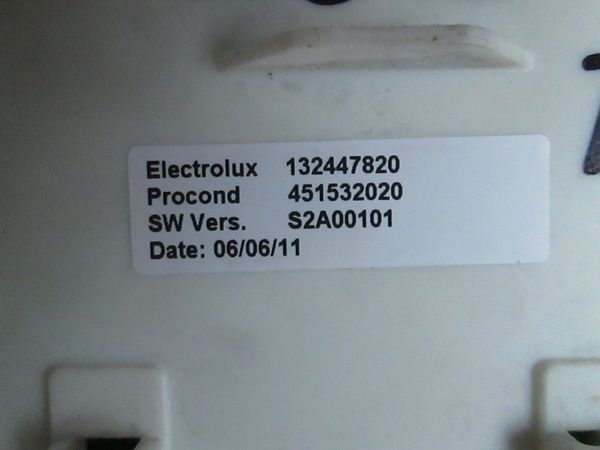 Electrolux 132447820
Procond 451532020
SW Vers. S2A00101
Date: 06/06/11